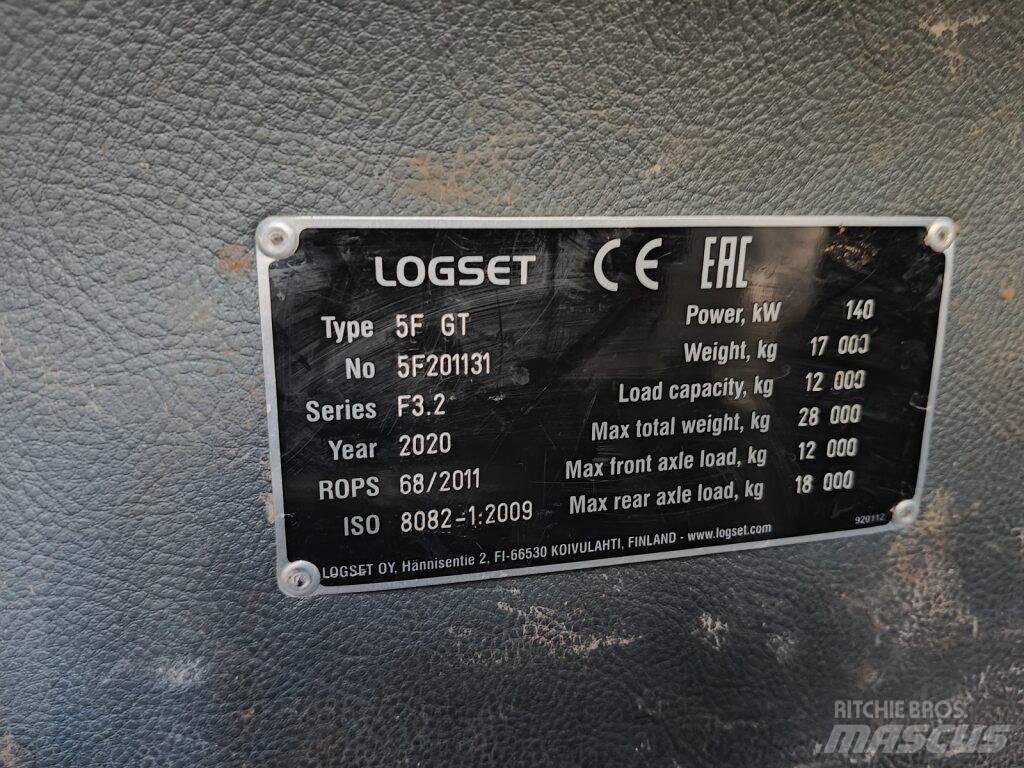 LOGSET CE EAC
Type 5F GT
No 5F201131
Series F3.2
Year 2020
ROPS 68/2011
ISO 8082-1:2009
Power, kW 140
Weight, kg 17 000
Load capacity, kg 12 000
Max total weight, kg 28 000
Max front axle load, kg 12 000
Max rear axle load, kg 18 000
LOGSET OY, Hännisentie 2, FI-66530 KOIVULAHTI, FINLAND - www.logset.com
920112
RITCHIE BROS.
MASCUS